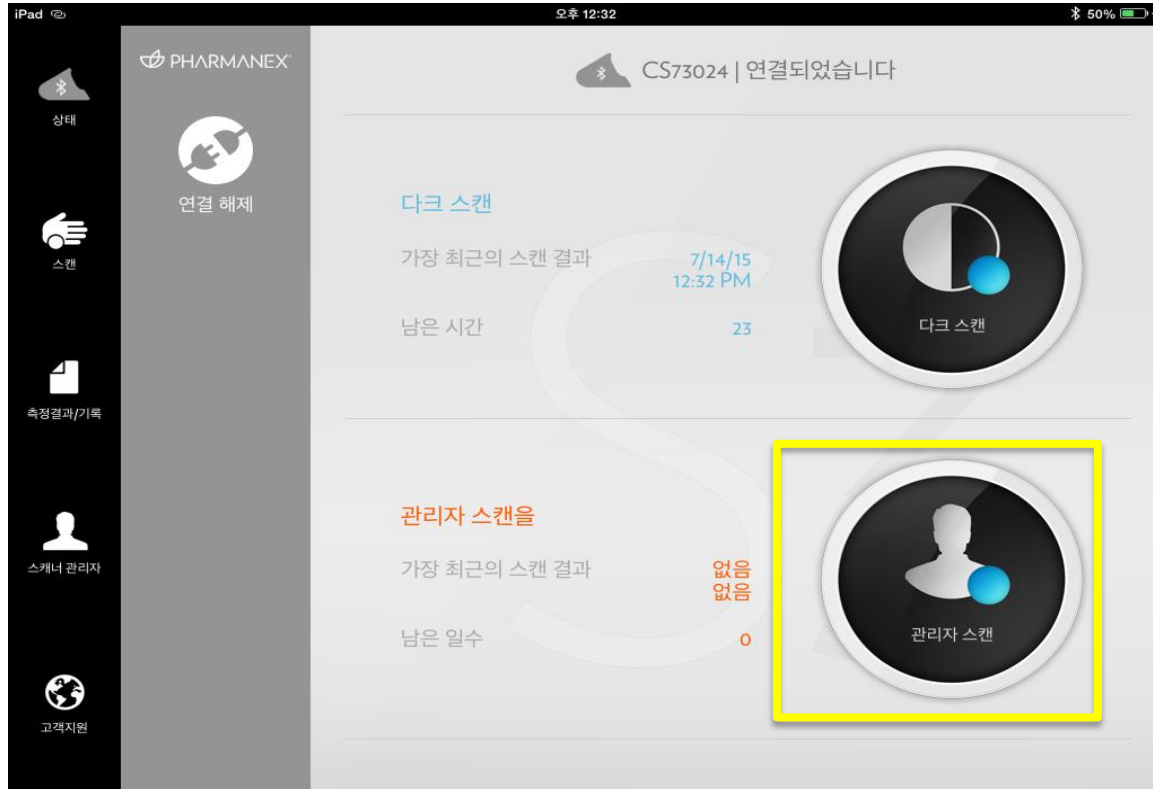 iPad 오후 12:32 50%
상태
스캔
측정결과/기록
스캐너 관리자
고객지원
PHARMANEX
연결 해제
CS73024 | 연결되었습니다
다크 스캔
가장 최근의 스캔 결과 7/14/15
12:32 PM
남은 시간 23
다크 스캔
관리자 스캔을
가장 최근의 스캔 결과 없음
없음
남은 일수 0
관리자 스캔